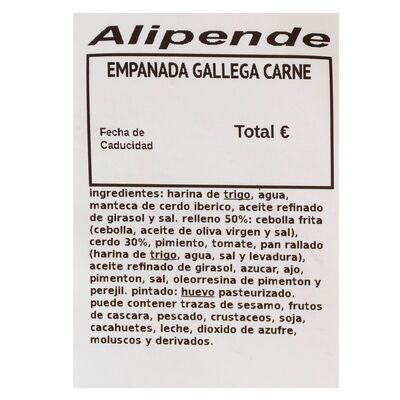 Alipende
EMPANADA GALLEGA CARNE
Fecha de
Caducidad
Total €
ingredientes: harina de trigo, agua,
manteca de cerdo iberico, aceite refinado
de girasol y sal. relleno 50%: cebolla frita
(cebolla, aceite de oliva virgen y sal),
cerdo 30%, pimiento, tomate, pan rallado
(harina de trigo, agua, sal y levadura),
aceite refinado de girasol, azucar, ajo,
pimenton, sal, oleorresina de pimenton y
perejil. pintado: huevo pasteurizado.
puede contener trazas de sesamo, frutos
de cascara, pescado, crustaceos, soja,
cacahuetes, leche, dioxido de azufre,
moluscos y derivados.